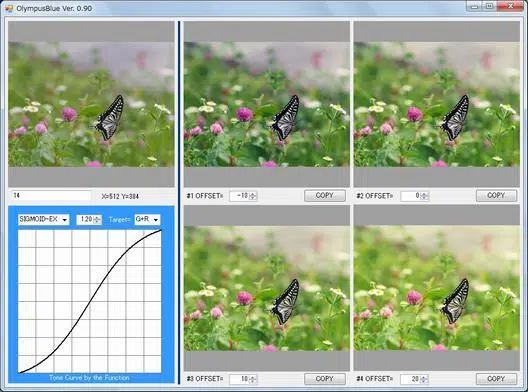 OlympusBlue Ver. 0.90
14 X=512 Y=384
#1 OFFSET= -10 COPY
#2 OFFSET= 0 COPY
SIGMOID-EX 1.20 Target= G+R
Tone Curve by the Function
#3 OFFSET= 10 COPY
#4 OFFSET= 20 COPY